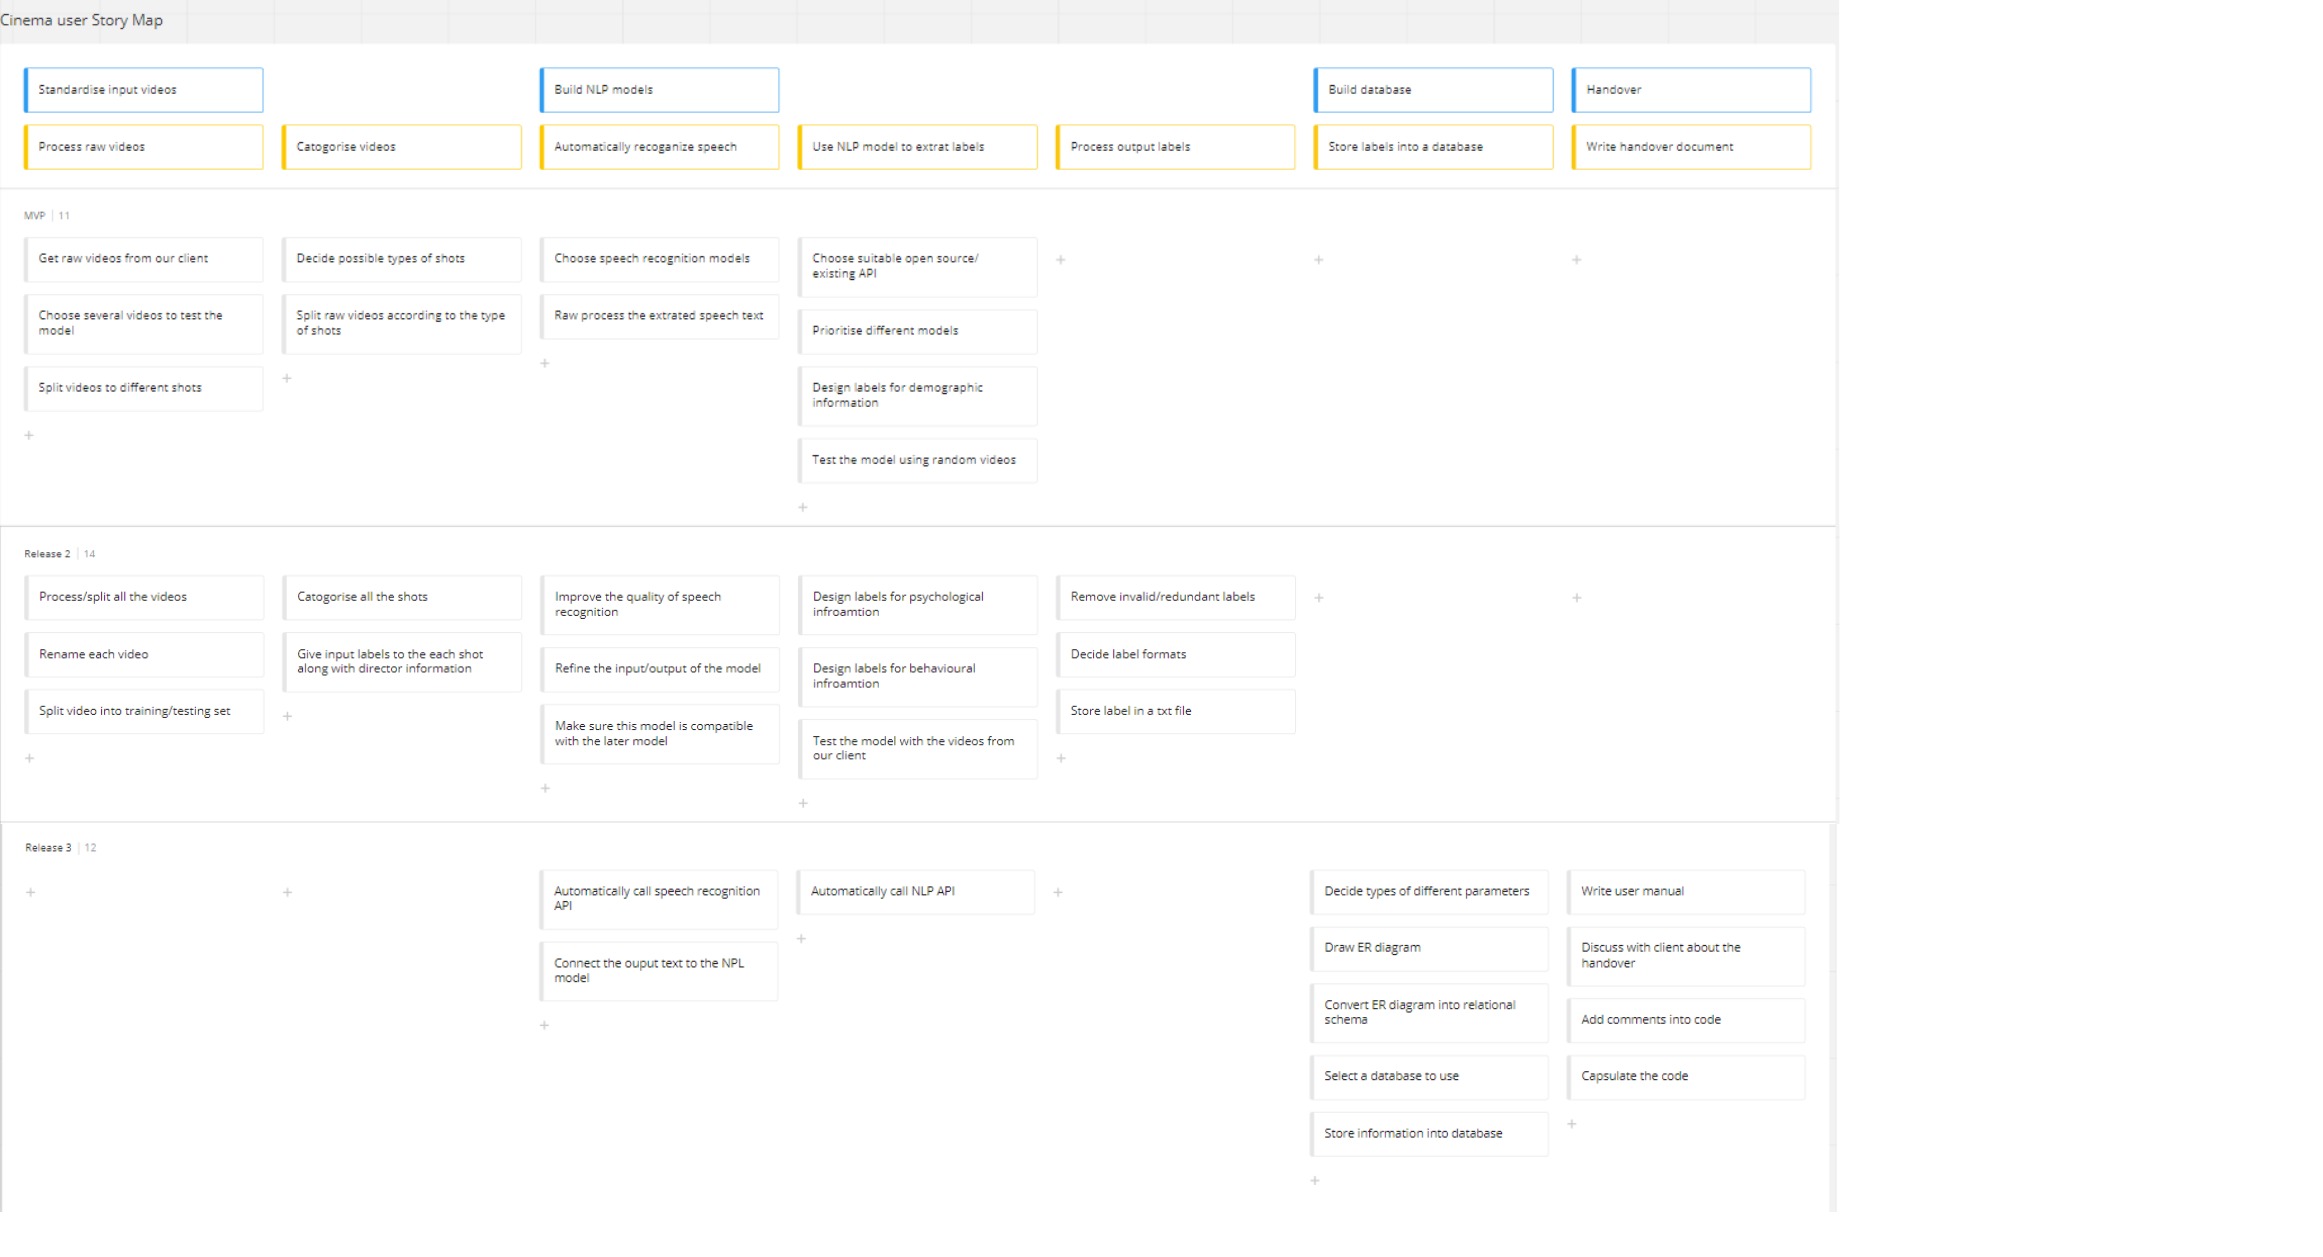 Cinema user Story Map
Standardise input videos
Build NLP models
Build database
Handover
Process raw videos
Catogorise videos
Automatically recoganize speech
Use NLP model to extrat labels
Process output labels
Store labels into a database
Write handover document
MVP | 11
Get raw videos from our client
Choose several videos to test the
model
Split videos to different shots
Decide possible types of shots
Split raw videos according to the type
of shots
Choose speech recognition models
Raw process the extrated speech text
Choose suitable open source/
existing API
Prioritise different models
Design labels for demographic
information
Test the model using random videos
Release 2 | 14
Process/split all the videos
Rename each video
Split video into training/testing set
Catogorise all the shots
Give input labels to the each shot
along with director information
Improve the quality of speech
recognition
Refine the input/output of the model
Make sure this model is compatible
with the later model
Design labels for psychological
infroamtion
Design labels for behavioural
infroamtion
Test the model with the videos from
our client
Remove invalid/redundant labels
Decide label formats
Store label in a txt file
Release 3 | 12
Automatically call speech recognition
API
Connect the ouput text to the NPL
model
Automatically call NLP API
Decide types of different parameters
Draw ER diagram
Convert ER diagram into relational
schema
Select a database to use
Store information into database
Write user manual
Discuss with client about the
handover
Add comments into code
Capsulate the code